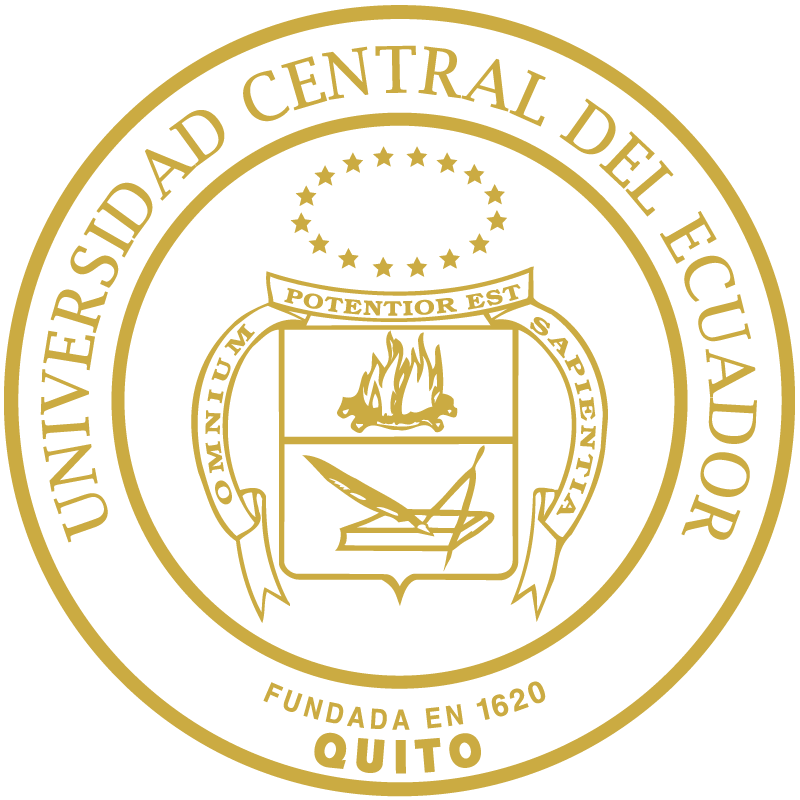 UNIVERSIDAD CENTRAL DEL ECUADOR
OMNIUM POTENTIOR EST SAPIENTIA
FUNDADA EN 1620
QUITO